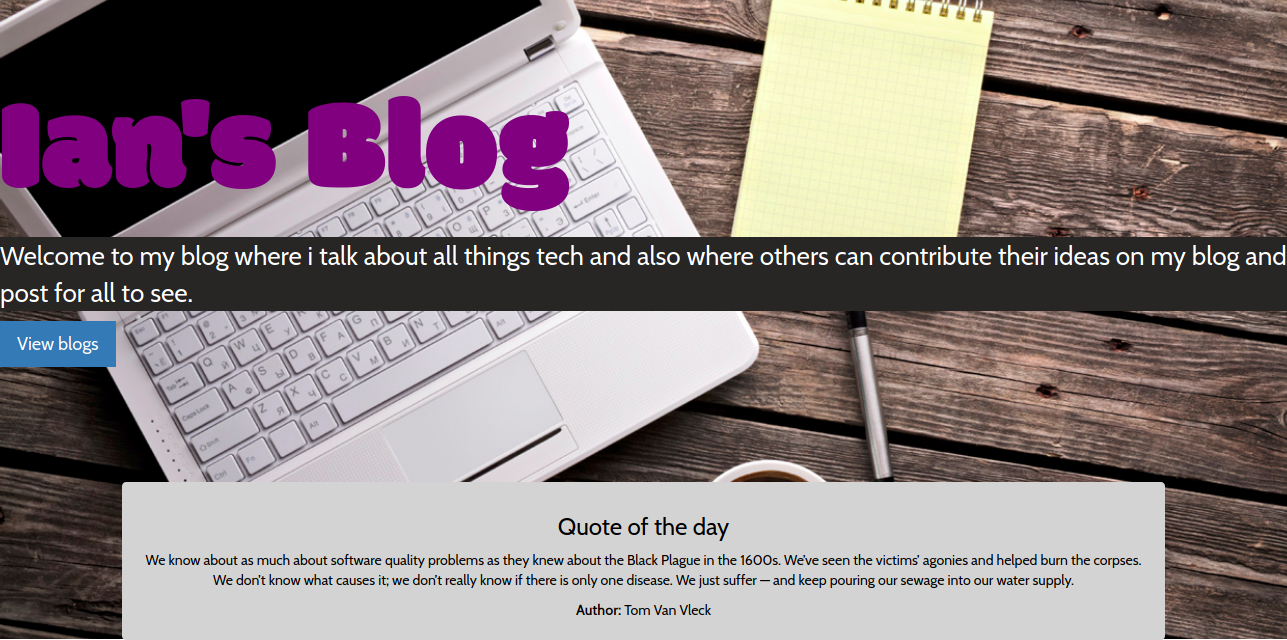 Ian's Blog
Welcome to my blog where i talk about all things tech and also where others can contribute their ideas on my blog and
post for all to see.
View blogs
Quote of the day
We know about as much about software quality problems as they knew about the Black Plague in the 1600s. We've seen the victims' agonies and helped burn the corpses.
We don't know what causes it; we don't really know if there is only one disease. We just suffer — and keep pouring our sewage into our water supply.
Author: Tom Van Vleck